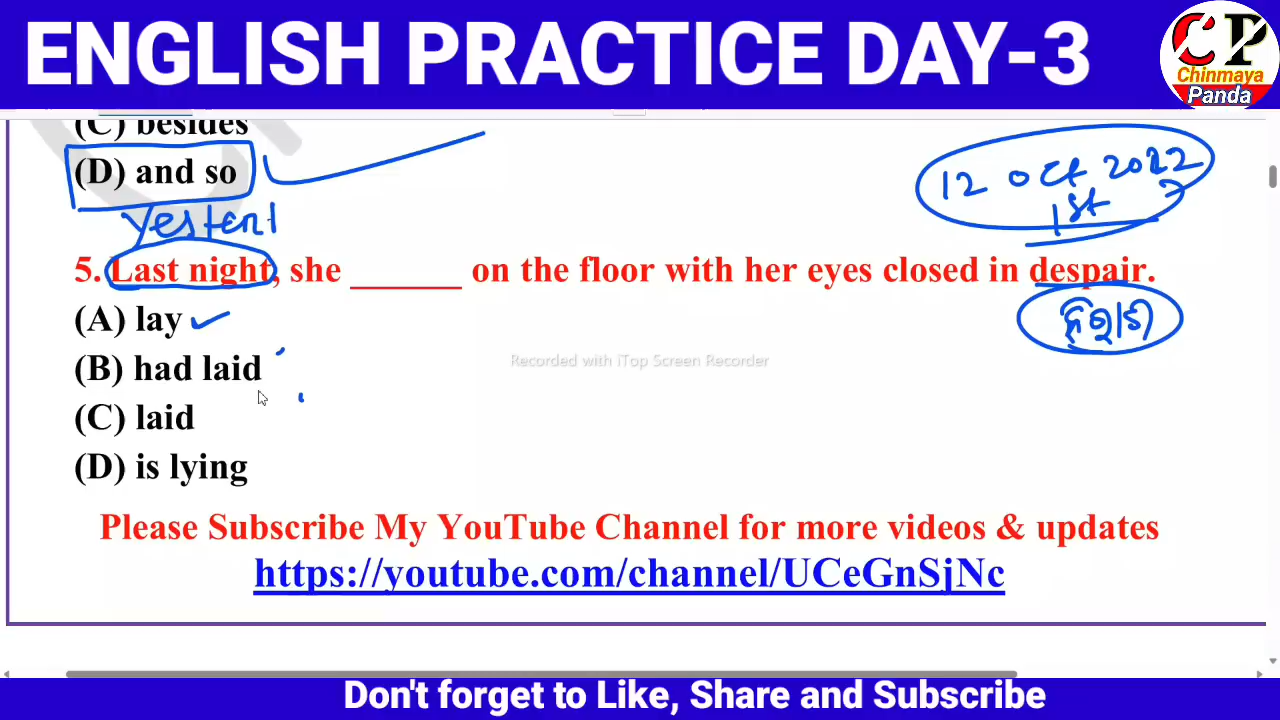 ENGLISH PRACTICE DAY-3
CP
Chinmaya
Panda
(C) besides
(D) and so
12 Oct 2022
1st
5. Last night, she ______ on the floor with her eyes closed in despair.
(A) lay
(B) had laid
Recorded with iTop Screen Recorder
(C) laid
(D) is lying
Please Subscribe My YouTube Channel for more videos & updates
https://youtube.com/channel/UCeGnSjNc
Don't forget to Like, Share and Subscribe